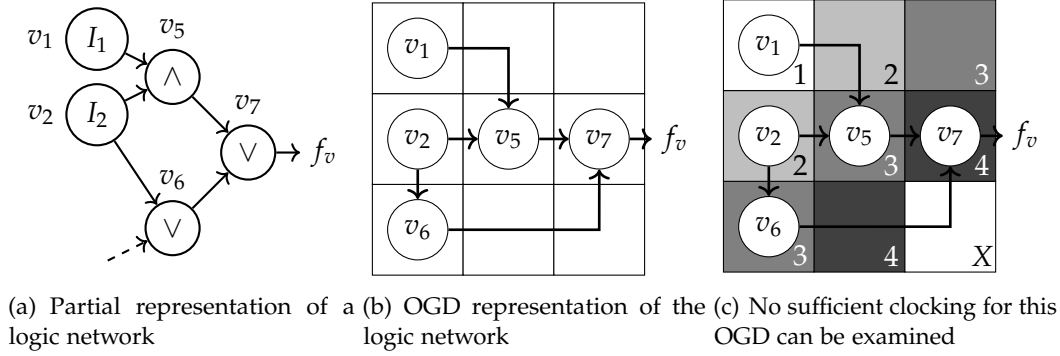 v1 I1 v5 ∧
v2 I2 v7 ∨ fv
v6 ∨
v1
v2 v5 v7 fv
v6
v1 1 2 3
v2 2 v5 3 v7 4 fv
v6 3 4 X
(a) Partial representation of a logic network
(b) OGD representation of the logic network
(c) No sufficient clocking for this OGD can be examined